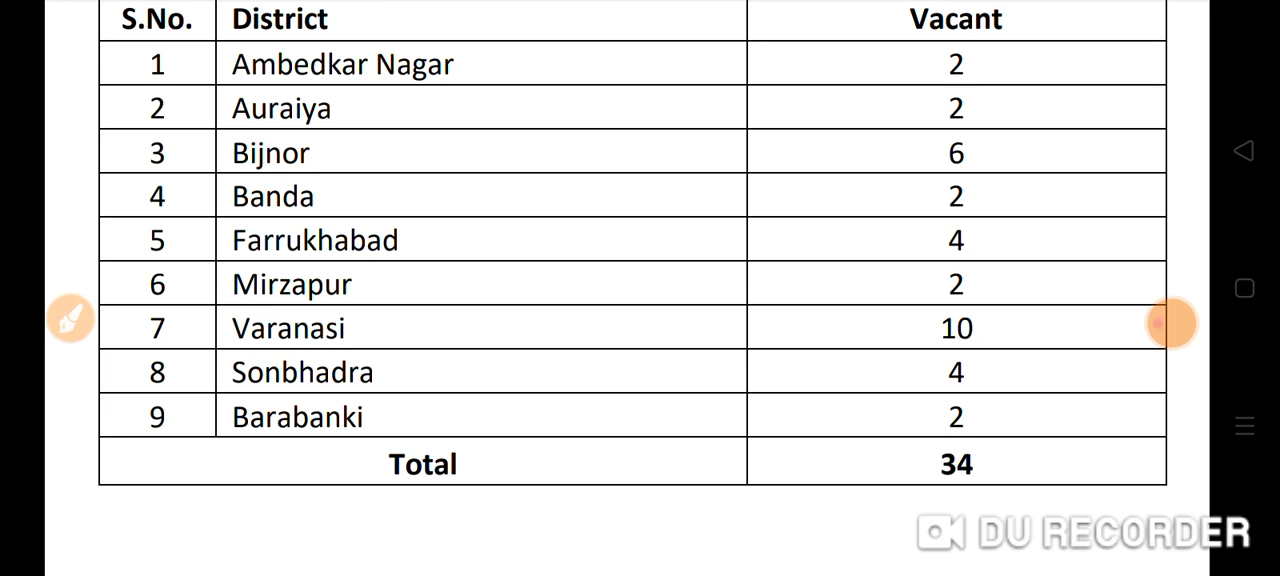 S.No. District Vacant
1 Ambedkar Nagar 2
2 Auraiya 2
3 Bijnor 6
4 Banda 2
5 Farrukhabad 4
6 Mirzapur 2
7 Varanasi 10
8 Sonbhadra 4
9 Barabanki 2
Total 34
DU RECORDER